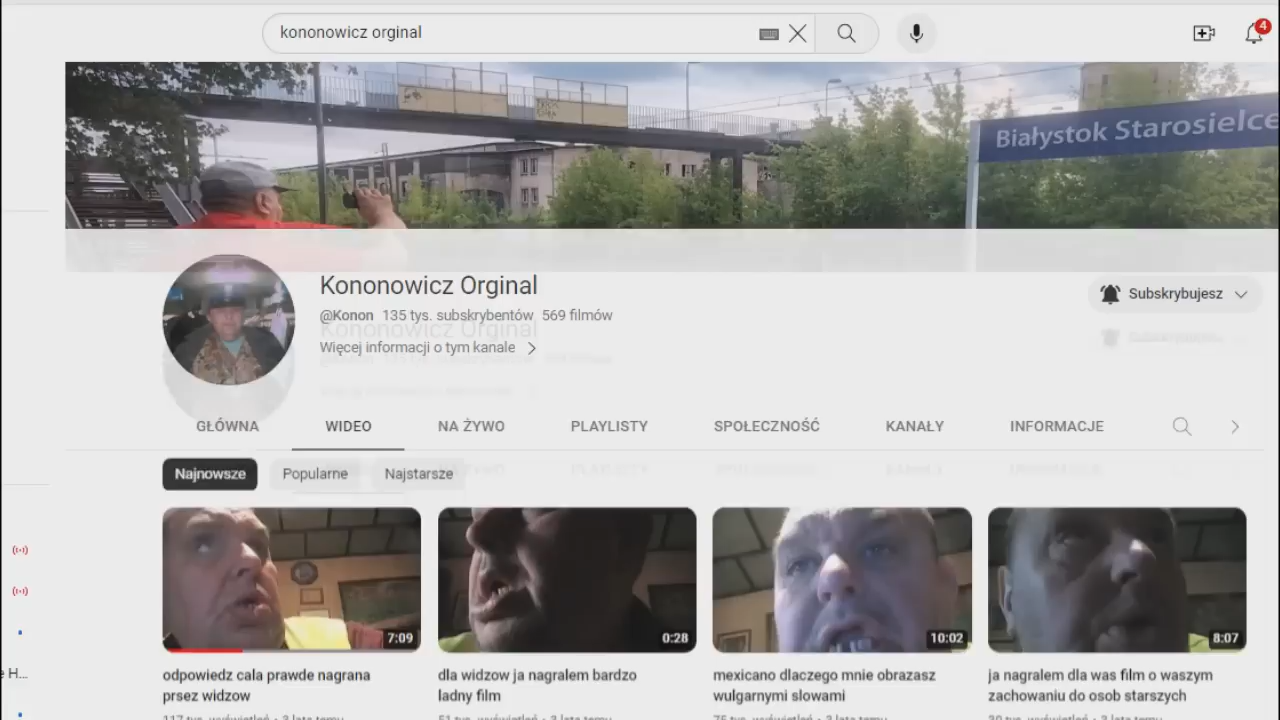 kononowicz orginal
4
Białystok Starosielce
Kononowicz Orginal
@Konon 135 tys. subskrybentów 569 filmów
Więcej informacji o tym kanale
Subskrybujesz
GŁÓWNA WIDEO NA ŻYWO PLAYLISTY SPOŁECZNOŚĆ KANAŁY INFORMACJE
Najnowsze Popularne Najstarsze
7:09 0:28 10:02 8:07
odpowiedz cala prawde nagrana
przez widzow
dla widzow ja nagralem bardzo
ladny film
mexicano dlaczego mnie obrazasz
wulgarnymi slowami
ja nagralem dla was film o waszym
zachowaniu do osob starszych
e H...